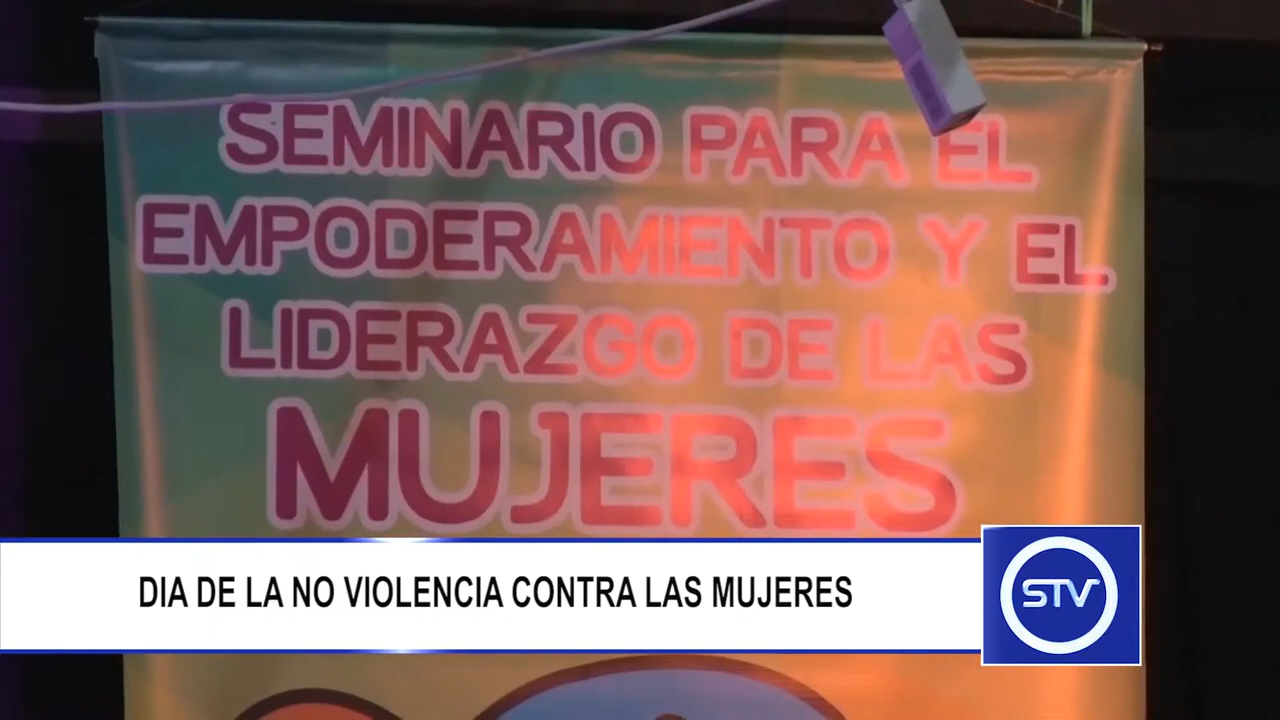 SEMINARIO PARA EL
EMPODERAMIENTO Y EL
LIDERAZGO DE LAS
MUJERES
DIA DE LA NO VIOLENCIA CONTRA LAS MUJERES
STV